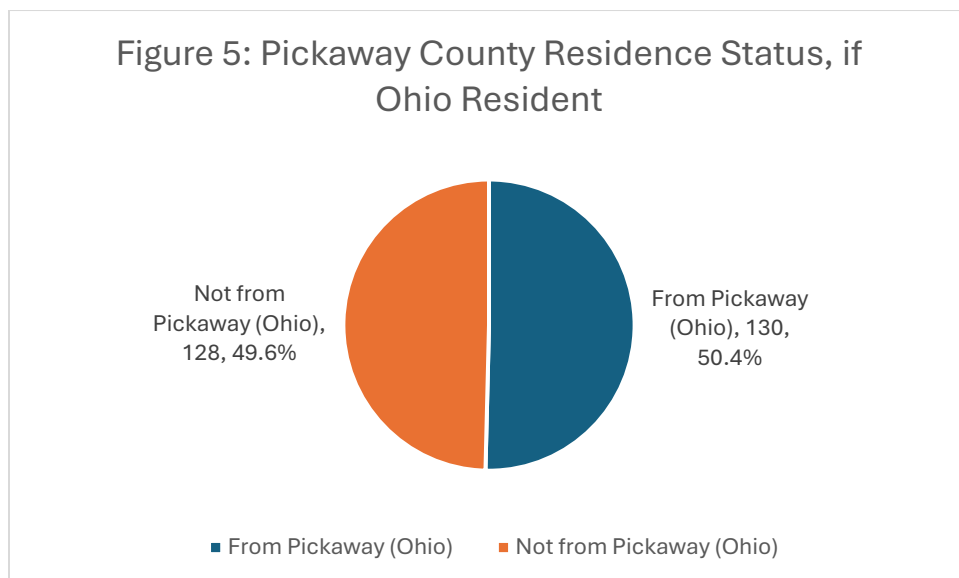 Figure 5: Pickaway County Residence Status, if
Ohio Resident
Not from
Pickaway (Ohio),
128, 49.6%
From Pickaway
(Ohio), 130,
50.4%
From Pickaway (Ohio)
Not from Pickaway (Ohio)